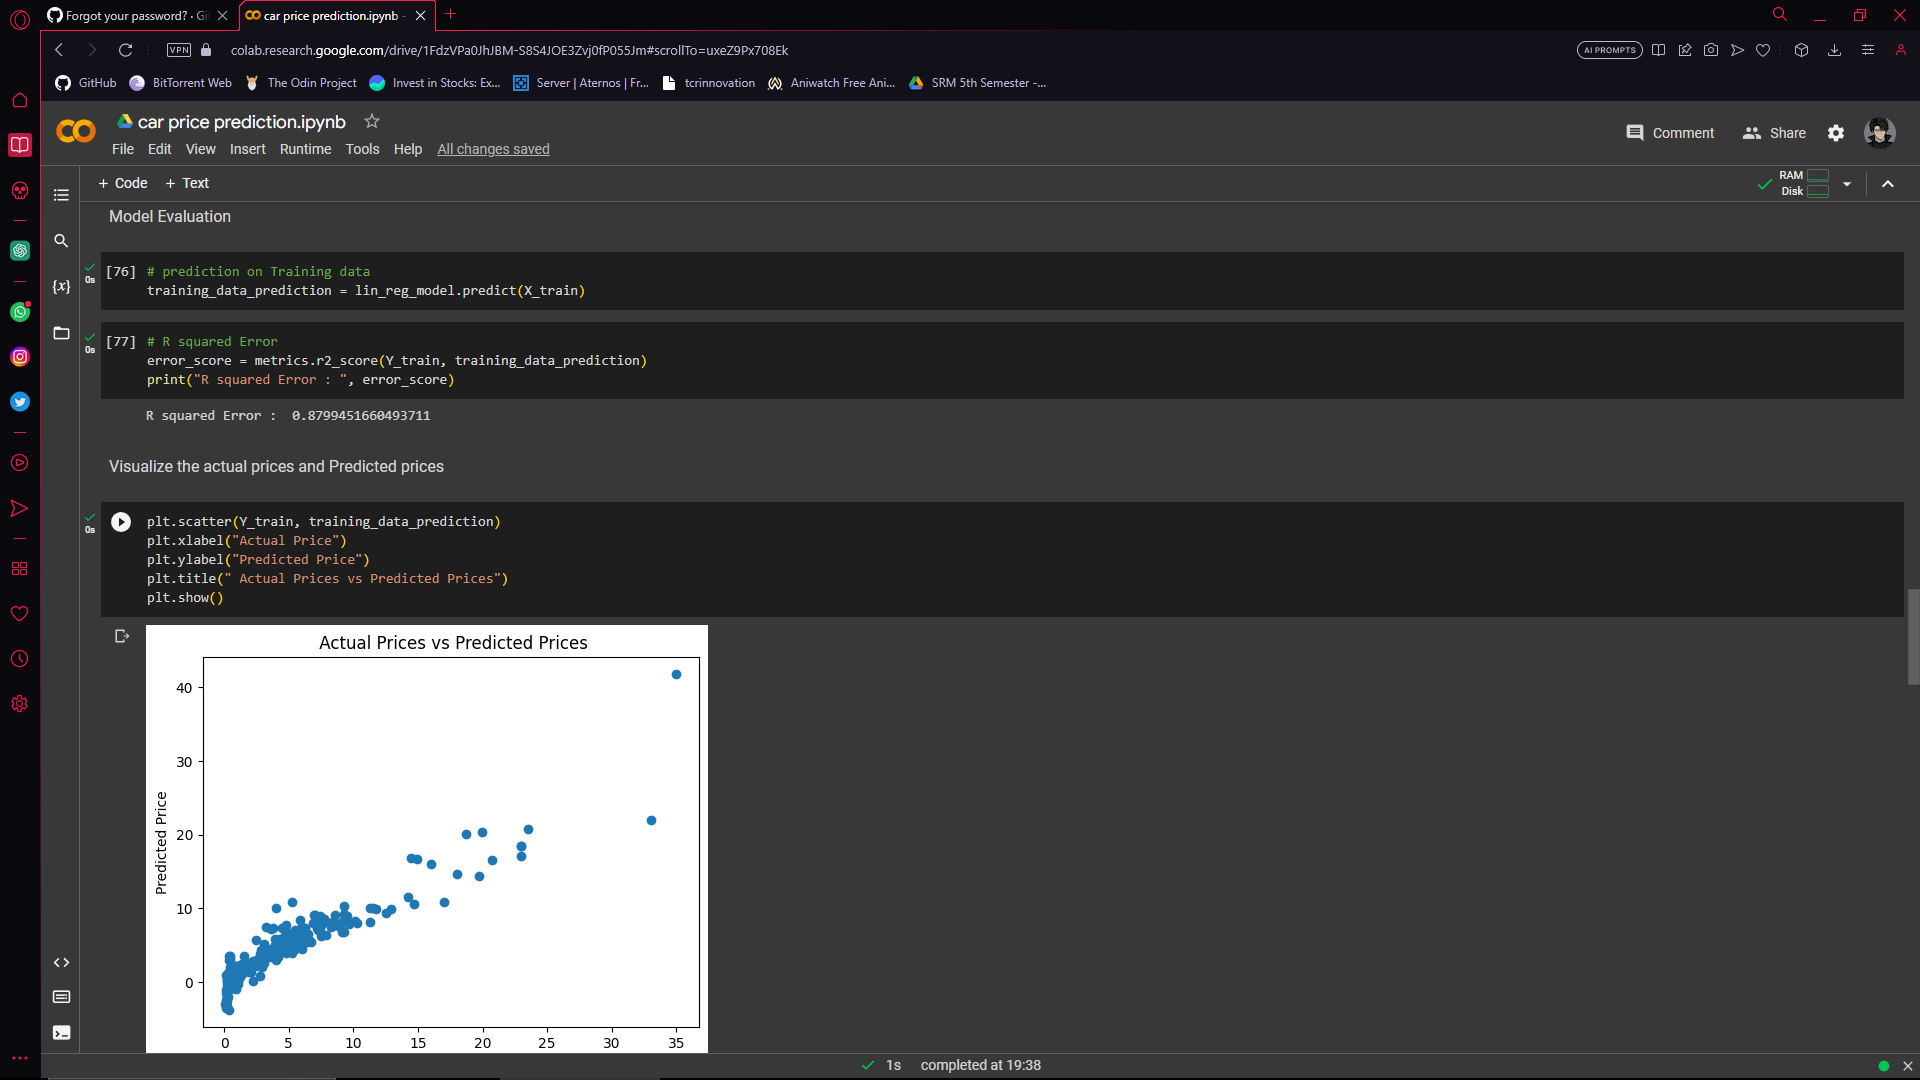 Forgot your password? · Gi
car price prediction.ipynb -
VPN
colab.research.google.com/drive/1FdzVPa0JhJBM-S8S4JOE3Zvj0fP055Jm#scrollTo=uxeZ9Px708Ek
AI PROMPTS
GitHub
BitTorrent Web
The Odin Project
Invest in Stocks: Ex...
Server | Aternos | Fr...
tcrinnovation
Aniwatch Free Ani...
SRM 5th Semester -...
car price prediction.ipynb
File Edit View Insert Runtime Tools Help All changes saved
Comment
Share
+ Code + Text
RAM
Disk
Model Evaluation
0s
[76] # prediction on Training data
training_data_prediction = lin_reg_model.predict(X_train)
0s
[77] # R squared Error
error_score = metrics.r2_score(Y_train, training_data_prediction)
print("R squared Error : ", error_score)
R squared Error :  0.8799451660493711
Visualize the actual prices and Predicted prices
0s
plt.scatter(Y_train, training_data_prediction)
plt.xlabel("Actual Price")
plt.ylabel("Predicted Price")
plt.title(" Actual Prices vs Predicted Prices")
plt.show()
Actual Prices vs Predicted Prices
Predicted Price
40
30
20
10
0
0 5 10 15 20 25 30 35
{x}
1s completed at 19:38